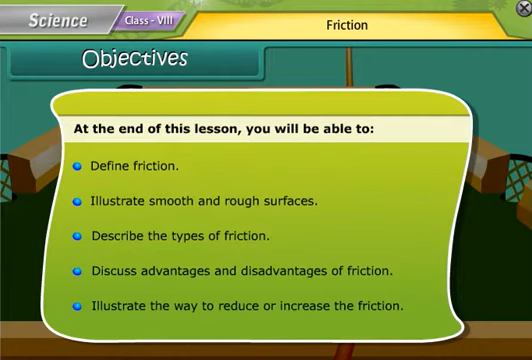 Science
Class - VIII
Friction
Objectives
At the end of this lesson, you will be able to:
Define friction.
Illustrate smooth and rough surfaces.
Describe the types of friction.
Discuss advantages and disadvantages of friction.
Illustrate the way to reduce or increase the friction.